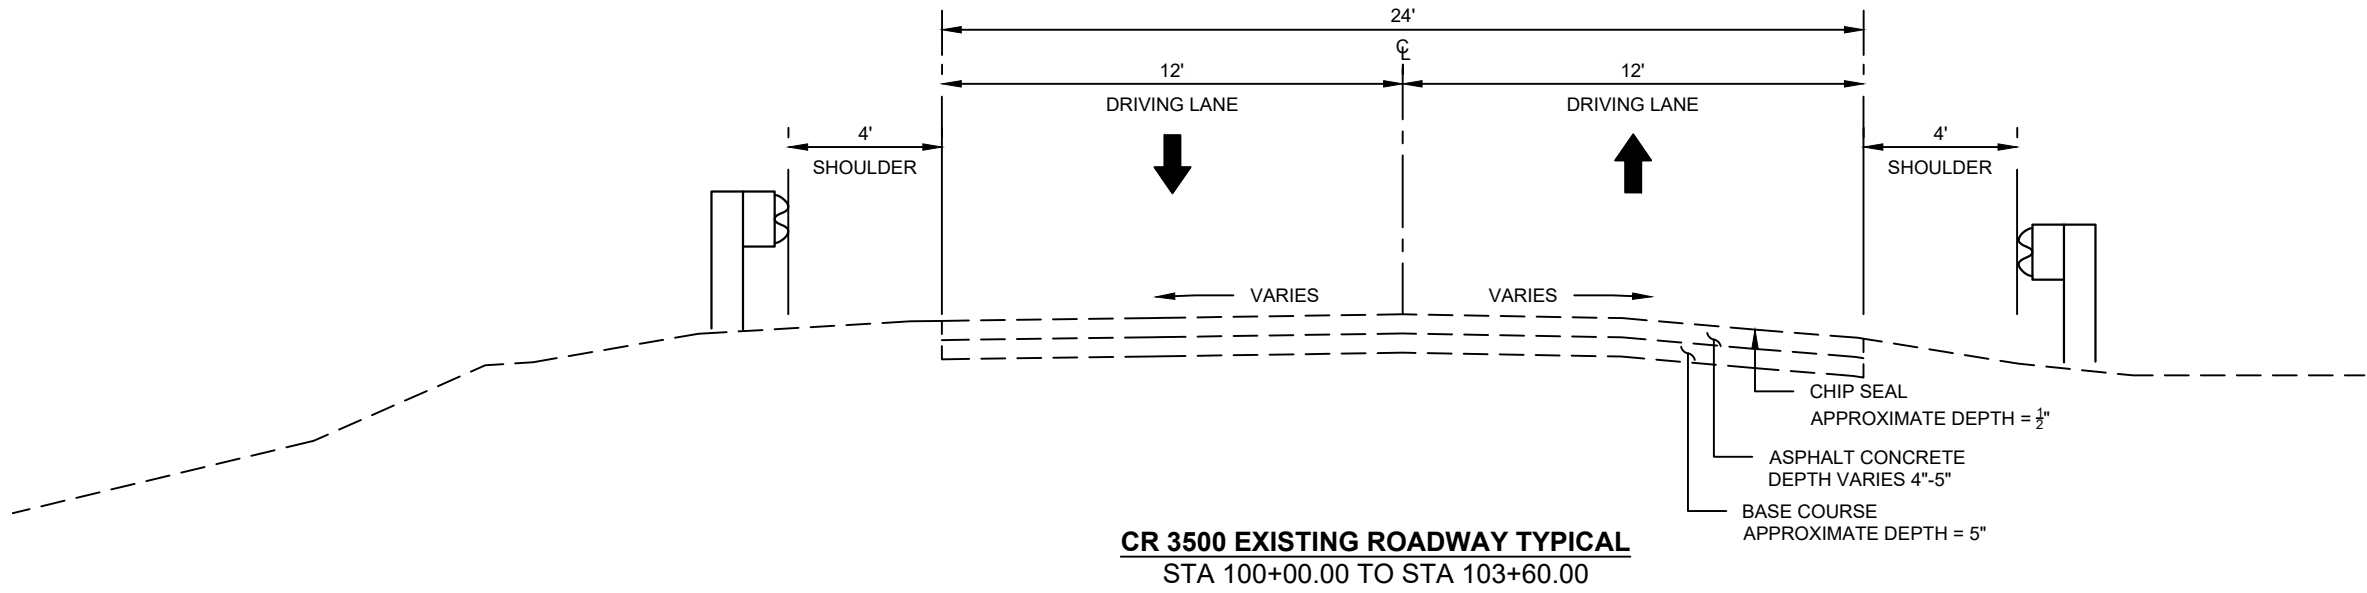 24'
℄
12'
12'
DRIVING LANE
DRIVING LANE
4'
4'
SHOULDER
SHOULDER
VARIES
VARIES
CHIP SEAL
APPROXIMATE DEPTH = ½"
ASPHALT CONCRETE
DEPTH VARIES 4"-5"
BASE COURSE
APPROXIMATE DEPTH = 5"
CR 3500 EXISTING ROADWAY TYPICAL
STA 100+00.00 TO STA 103+60.00